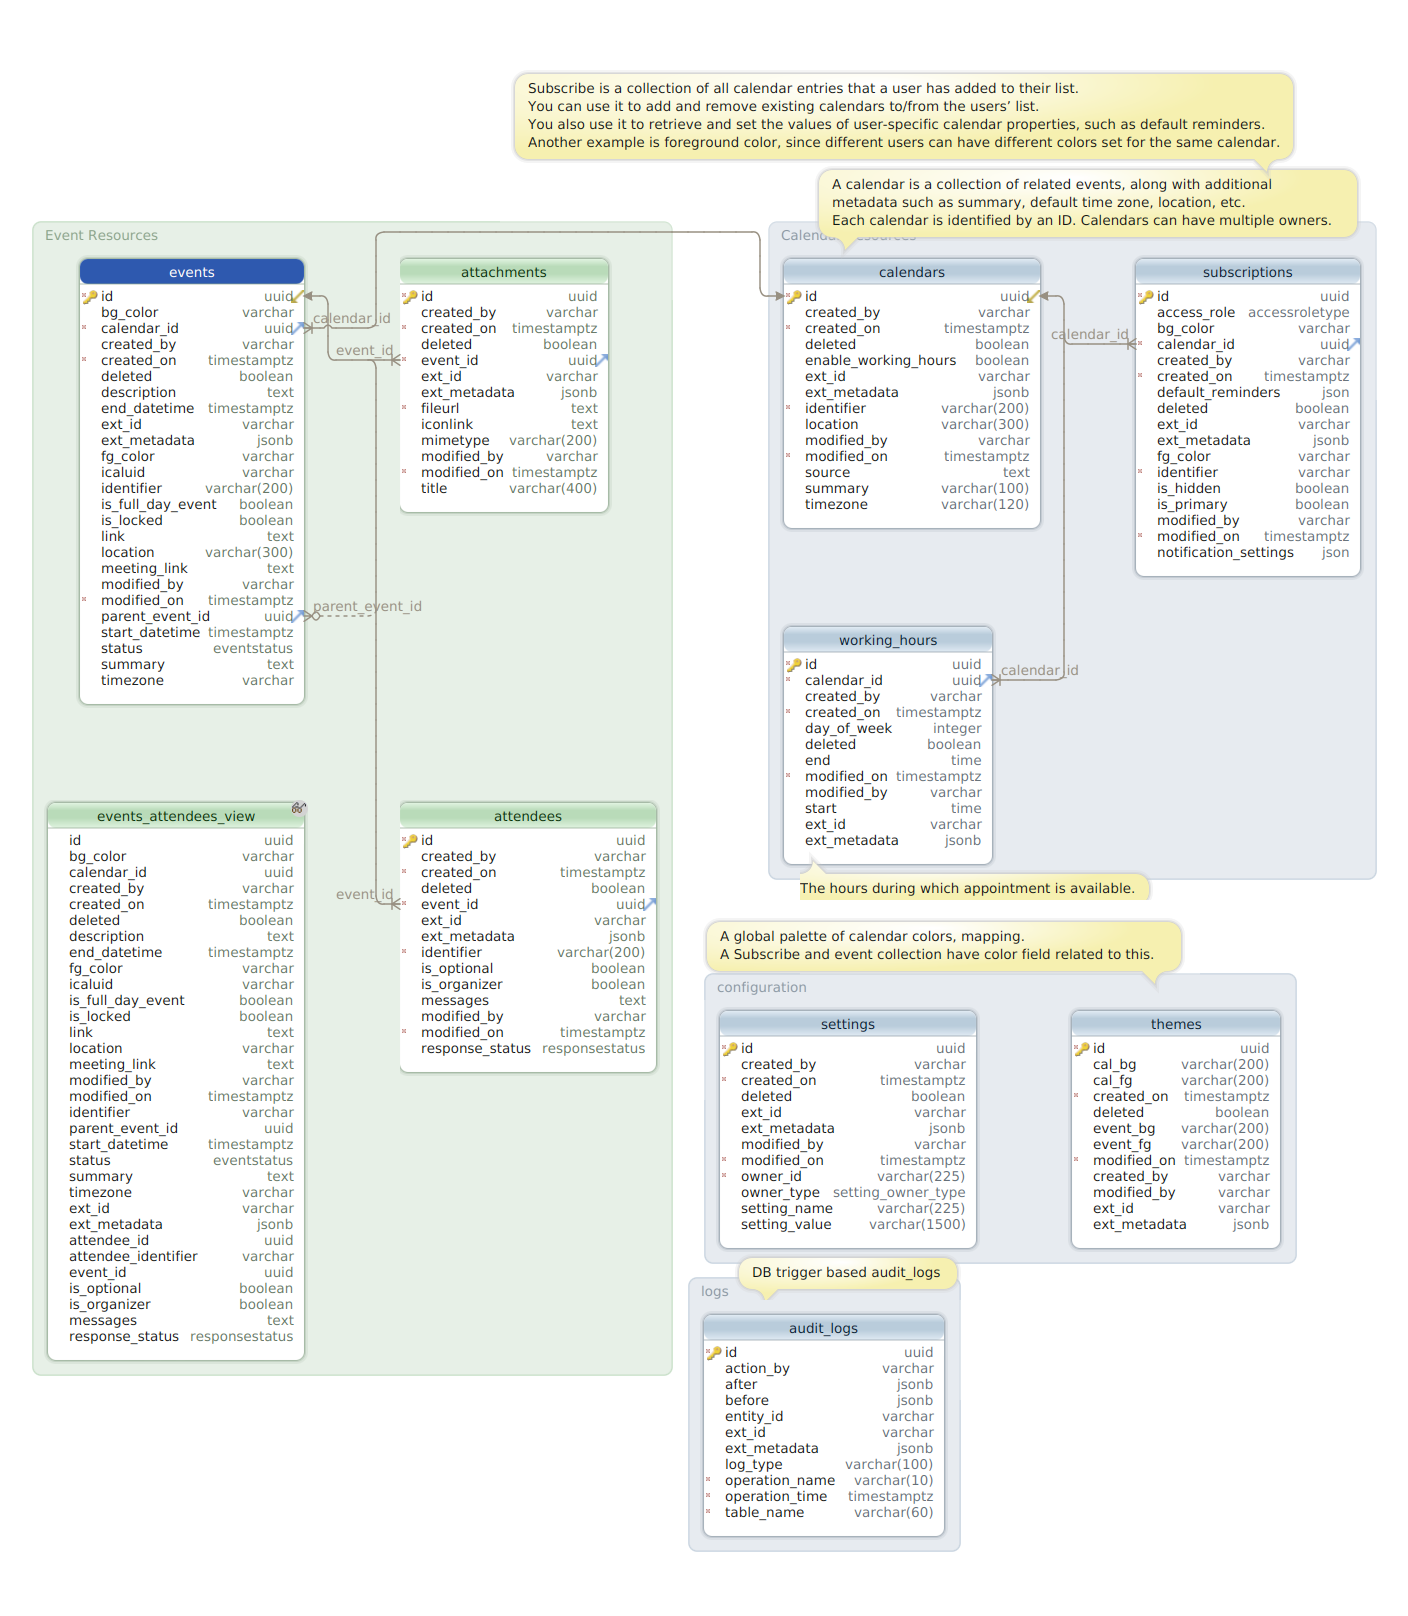 Subscribe is a collection of all calendar entries that a user has added to their list.
You can use it to add and remove existing calendars to/from the users’ list.
You also use it to retrieve and set the values of user-specific calendar properties, such as default reminders.
Another example is foreground color, since different users can have different colors set for the same calendar.
A calendar is a collection of related events, along with additional
metadata such as summary, default time zone, location, etc.
Each calendar is identified by an ID. Calendars can have multiple owners.
Event Resources
events
id uuid
bg_color varchar
calendar_id uuid
created_by varchar
created_on timestamptz
deleted boolean
description text
end_datetime timestamptz
ext_id varchar
ext_metadata jsonb
fg_color varchar
icaluid varchar
identifier varchar(200)
is_full_day_event boolean
is_locked boolean
link text
location varchar(300)
meeting_link text
modified_by varchar
modified_on timestamptz
parent_event_id uuid
start_datetime timestamptz
status eventstatus
summary text
timezone varchar
calendar_id
event_id
parent_event_id
attachments
id uuid
created_by varchar
created_on timestamptz
deleted boolean
event_id uuid
ext_id varchar
ext_metadata jsonb
fileurl text
iconlink text
mimetype varchar(200)
modified_by varchar
modified_on timestamptz
title varchar(400)
events_attendees_view
id uuid
bg_color varchar
calendar_id uuid
created_by varchar
created_on timestamptz
deleted boolean
description text
end_datetime timestamptz
fg_color varchar
icaluid varchar
is_full_day_event boolean
is_locked boolean
link text
location varchar
meeting_link text
modified_by varchar
modified_on timestamptz
identifier varchar
parent_event_id uuid
start_datetime timestamptz
status eventstatus
summary text
timezone varchar
ext_id varchar
ext_metadata jsonb
attendee_id uuid
attendee_identifier varchar
event_id uuid
is_optional boolean
is_organizer boolean
messages text
response_status responsestatus
event_id
attendees
id uuid
created_by varchar
created_on timestamptz
deleted boolean
event_id uuid
ext_id varchar
ext_metadata jsonb
identifier varchar(200)
is_optional boolean
is_organizer boolean
messages text
modified_by varchar
modified_on timestamptz
response_status responsestatus
calendars
id uuid
created_by varchar
created_on timestamptz
deleted boolean
enable_working_hours boolean
ext_id varchar
ext_metadata jsonb
identifier varchar(200)
location varchar(300)
modified_by varchar
modified_on timestamptz
source text
summary varchar(100)
timezone varchar(120)
calendar_id
subscriptions
id uuid
access_role accessroletype
bg_color varchar
calendar_id uuid
created_by varchar
created_on timestamptz
default_reminders json
deleted boolean
ext_id varchar
ext_metadata jsonb
fg_color varchar
identifier varchar
is_hidden boolean
is_primary boolean
modified_by varchar
modified_on timestamptz
notification_settings json
working_hours
id uuid
calendar_id uuid
created_by varchar
created_on timestamptz
day_of_week integer
deleted boolean
end time
modified_on timestamptz
modified_by varchar
start time
ext_id varchar
ext_metadata jsonb
calendar_id
The hours during which appointment is available.
A global palette of calendar colors, mapping.
A Subscribe and event collection have color field related to this.
configuration
settings
id uuid
created_by varchar
created_on timestamptz
deleted boolean
ext_id varchar
ext_metadata jsonb
modified_by varchar
modified_on timestamptz
owner_id varchar(225)
owner_type setting_owner_type
setting_name varchar(225)
setting_value varchar(1500)
themes
id uuid
cal_bg varchar(200)
cal_fg varchar(200)
created_on timestamptz
deleted boolean
event_bg varchar(200)
event_fg varchar(200)
modified_on timestamptz
created_by varchar
modified_by varchar
ext_id varchar
ext_metadata jsonb
DB trigger based audit_logs
logs
audit_logs
id uuid
action_by varchar
after jsonb
before jsonb
entity_id varchar
ext_id varchar
ext_metadata jsonb
log_type varchar(100)
operation_name varchar(10)
operation_time timestamptz
table_name varchar(60)